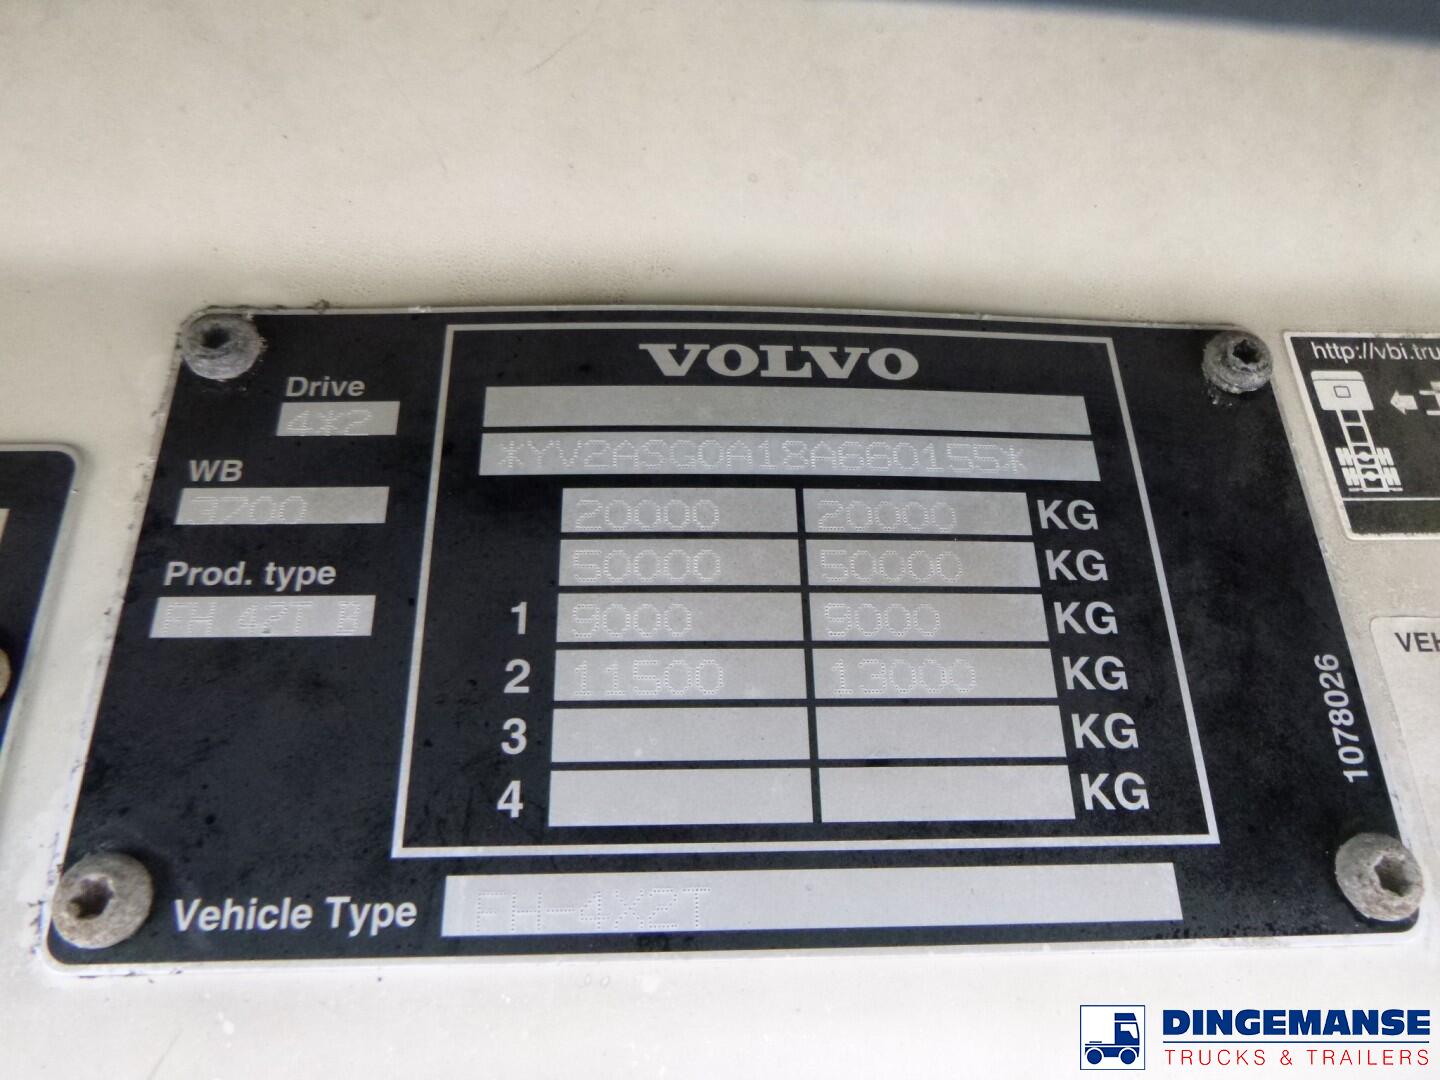 VOLVO
Drive
4*2
WB
3700
Prod. type
FH 42T B
*YV2ASG0A18A660155*
20000 20000 KG
50000 50000 KG
1 9000 9000 KG
2 11500 13000 KG
3 KG
4 KG
Vehicle Type FH-4X2T
1078026
http://vbi.tru
VEH
DINGEMANSE
TRUCKS & TRAILERS